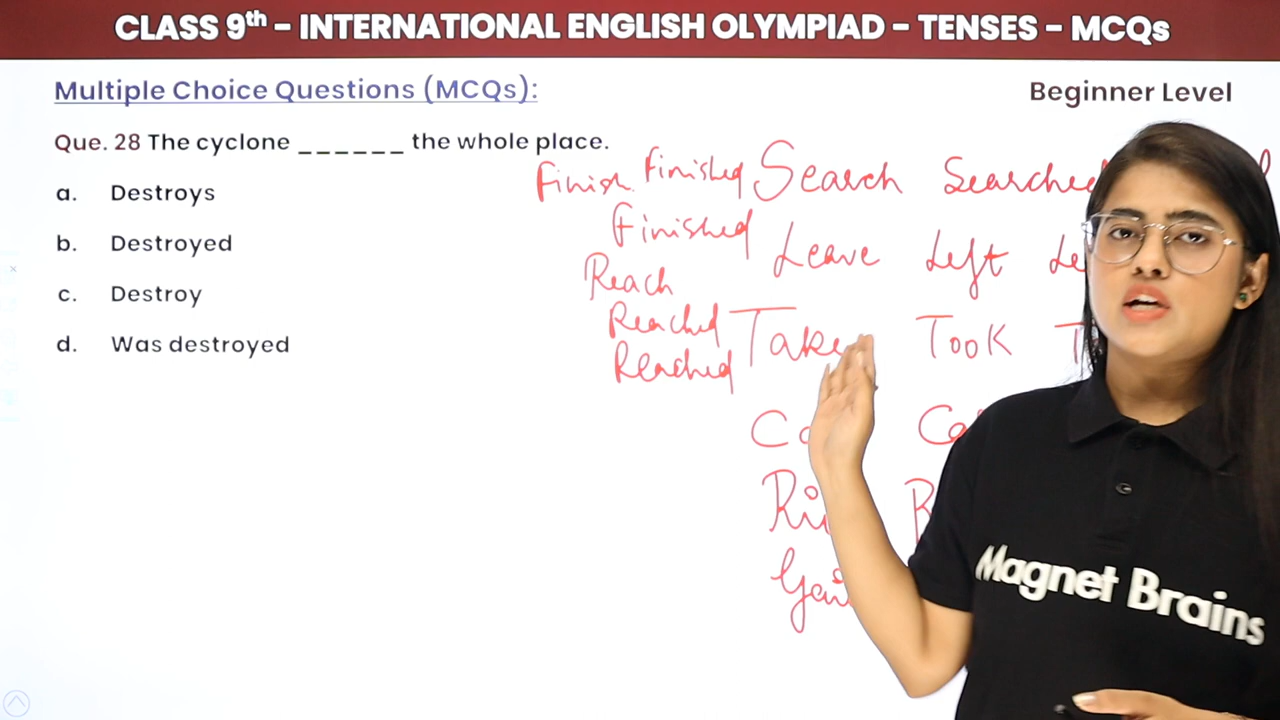 CLASS 9th – INTERNATIONAL ENGLISH OLYMPIAD – TENSES – MCQs
Multiple Choice Questions (MCQs):
Beginner Level
Que. 28 The cyclone ______ the whole place.
a. Destroys
b. Destroyed
c. Destroy
d. Was destroyed
Finish Finished
Finished
Reach
Reached
Reached
Search Searched
Leave Left
Take Took
Magnet Brains